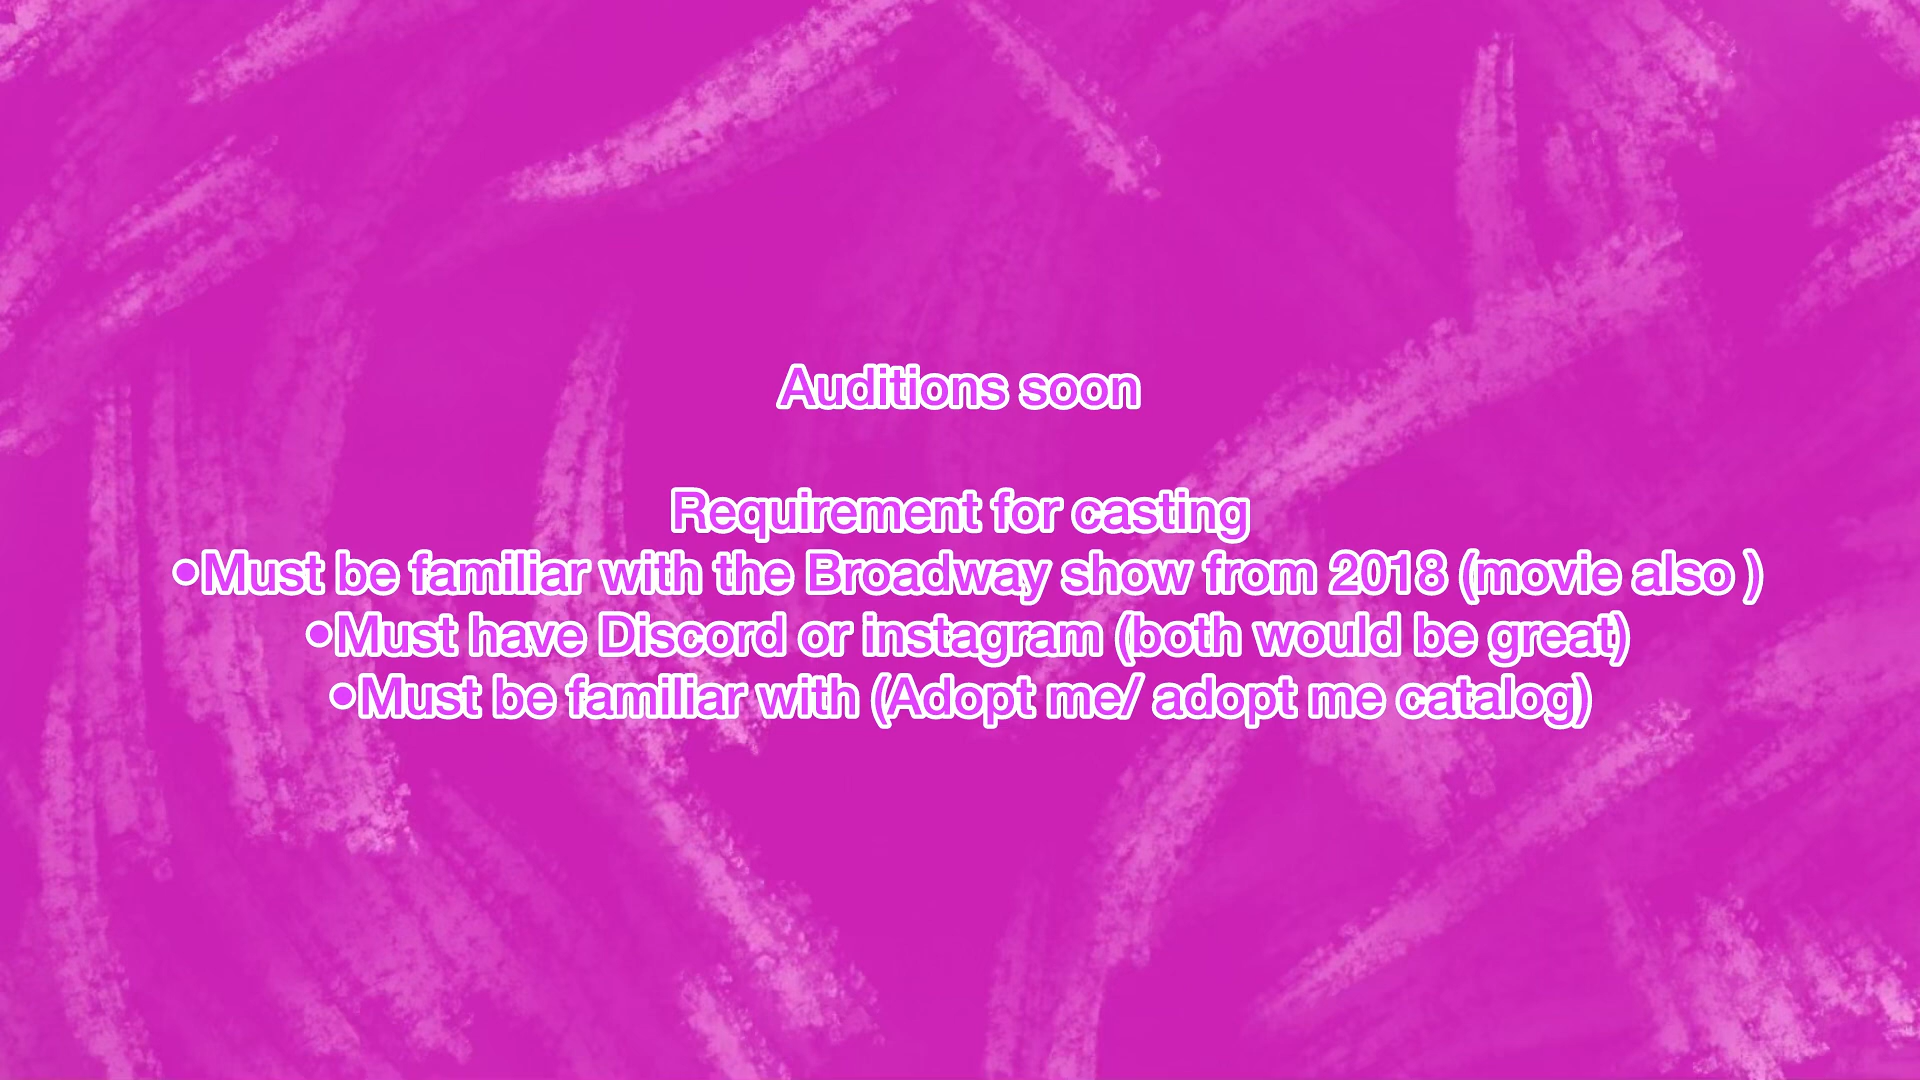 Auditions soon
Requirement for casting
•Must be familiar with the Broadway show from 2018 (movie also )
•Must have Discord or instagram (both would be great)
•Must be familiar with (Adopt me/ adopt me catalog)